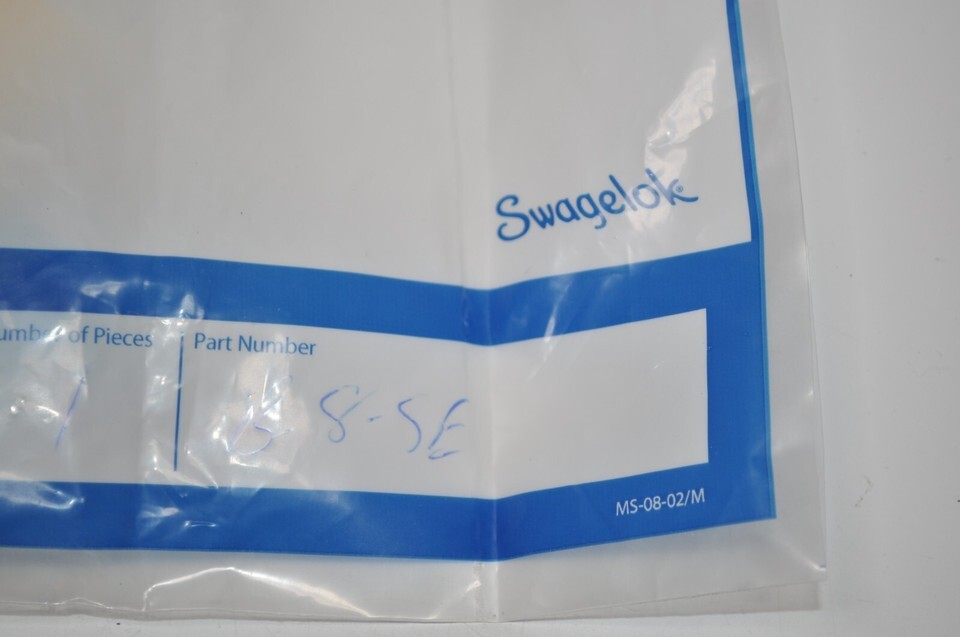 Swagelok
umber of Pieces
Part Number
1
B 8-SE
MS-08-02/M